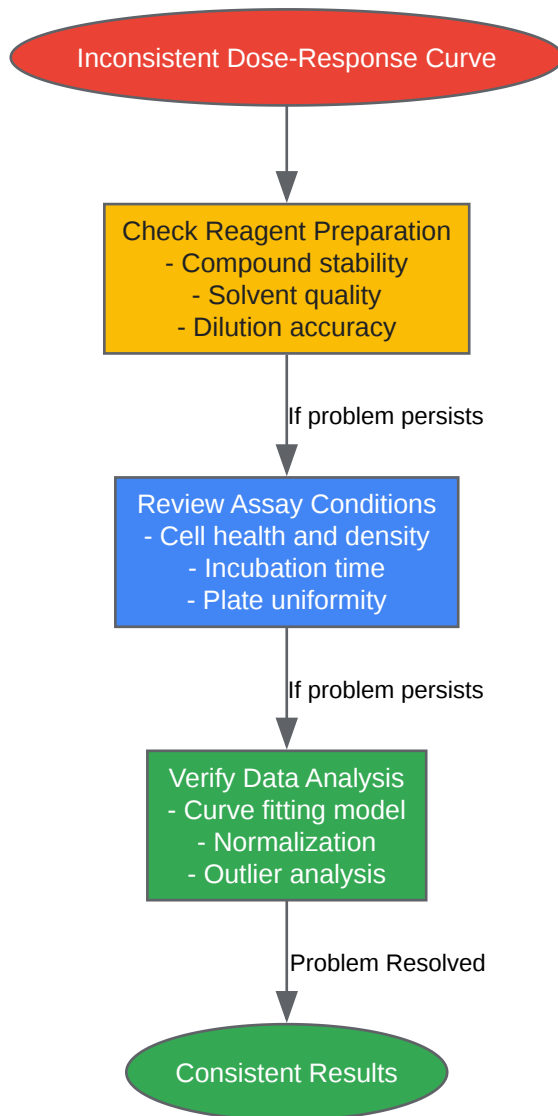 Inconsistent Dose-Response Curve
Check Reagent Preparation
- Compound stability
- Solvent quality
- Dilution accuracy
If problem persists
Review Assay Conditions
- Cell health and density
- Incubation time
- Plate uniformity
If problem persists
Verify Data Analysis
- Curve fitting model
- Normalization
- Outlier analysis
Problem Resolved
Consistent Results